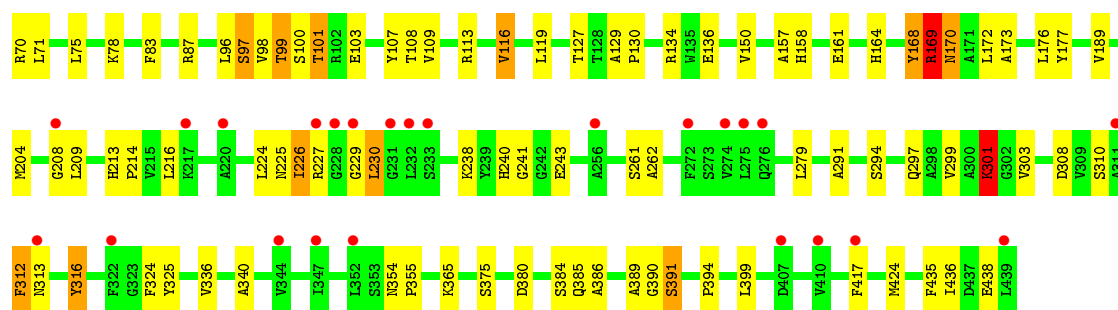 R70 L71 L75 K78 F83 R87 L96 S97 V98 T99 S100 T101 R102 E103 Y107 T108 V109 R113 V116 L119 T127 T128 A129 P130 R134 W135 E136 V150 A157 H158 E161 H164 Y168 R169 N170 A171 L172 A173 L176 Y177 V189
M204 G208 L209 H213 P214 V215 L216 K217 A220 L224 N225 I226 R227 G228 G229 L230 G231 L232 S233 K238 Y239 H240 G241 G242 E243 A256 S261 A262 F272 S273 V274 L275 Q276 L279 A291 S294 Q297 A298 V299 A300 K301 G302 V303 D308 V309 S310 A311
F312 N313 Y316 F322 G323 F324 Y325 V336 A340 V344 I347 L352 S353 N354 P355 K365 S375 D380 S384 Q385 A386 A389 G390 S391 P394 L399 D407 V410 F417 M424 F435 I436 D437 E438 L439